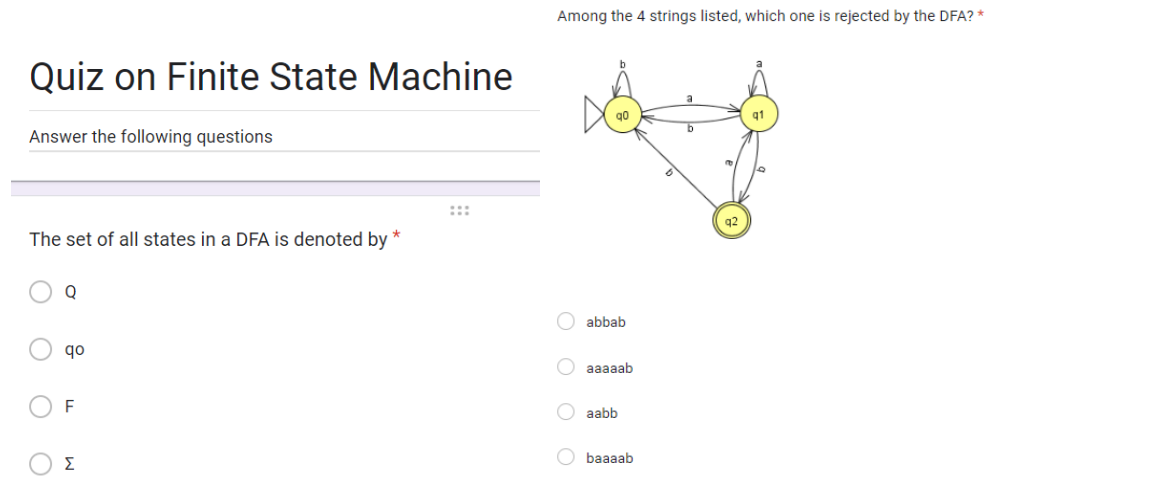 Quiz on Finite State Machine
Answer the following questions
The set of all states in a DFA is denoted by *
Q
qo
F
Σ
Among the 4 strings listed, which one is rejected by the DFA? *
b
a
a
q0
q1
b
a
b
b
q2
abbab
aaaaab
aabb
baaaab